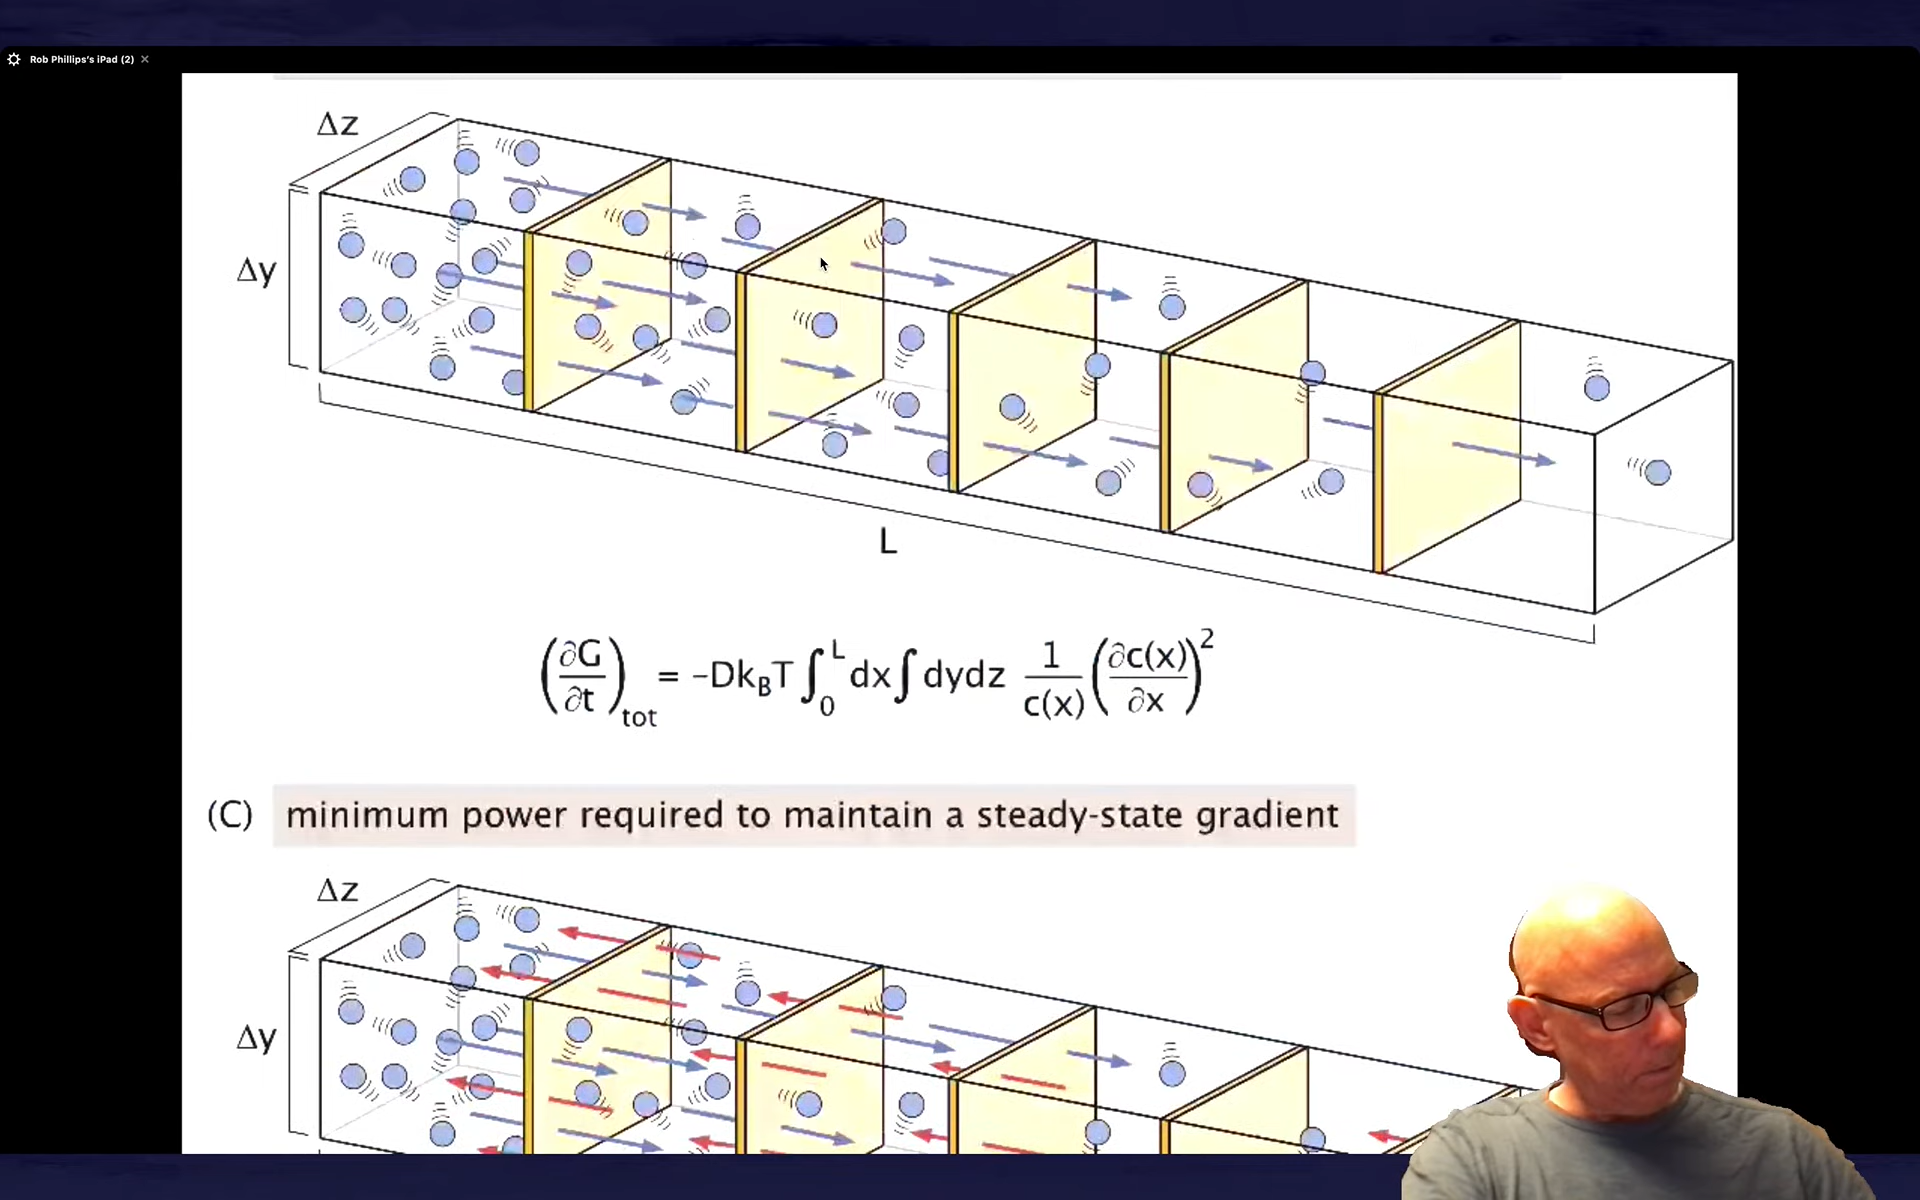 Rob Phillips's iPad (2) ×
Δz
Δy
L
(∂G/∂t)tot = -DkBT ∫₀ᴸ dx ∫ dydz 1/c(x) (∂c(x)/∂x)²
(C) minimum power required to maintain a steady-state gradient
Δz
Δy